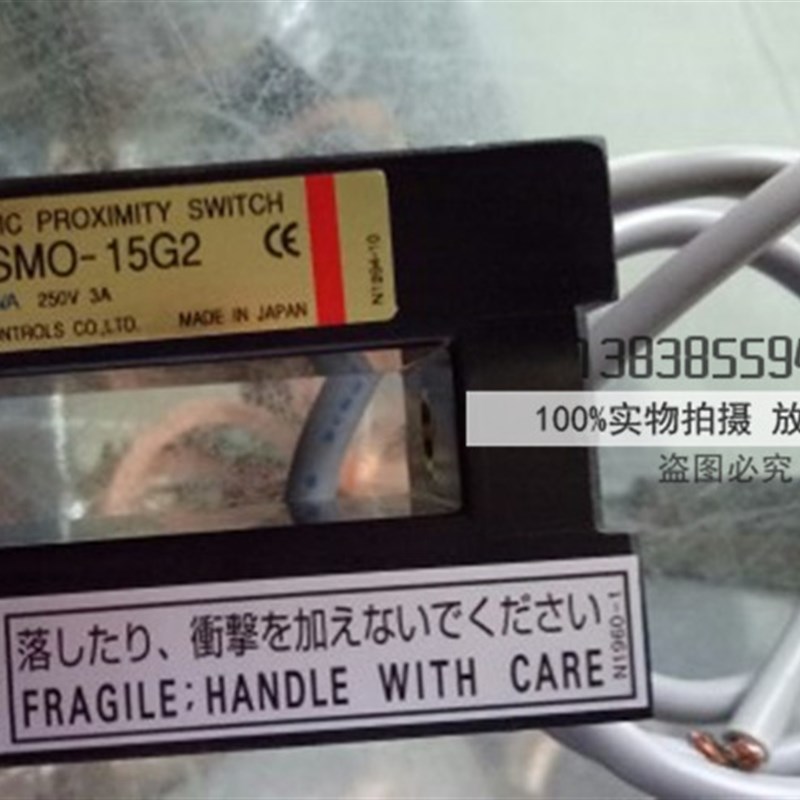 IC PROXIMITY SWITCH
SMO-15G2 CE
VA 250V 3A
NTROLS CO.,LTD. MADE IN JAPAN
N1994-10
13838559
100%实物拍摄 放
盗图必究
落したり、衝撃を加えないでください
FRAGILE;HANDLE WITH CARE
N1960-1